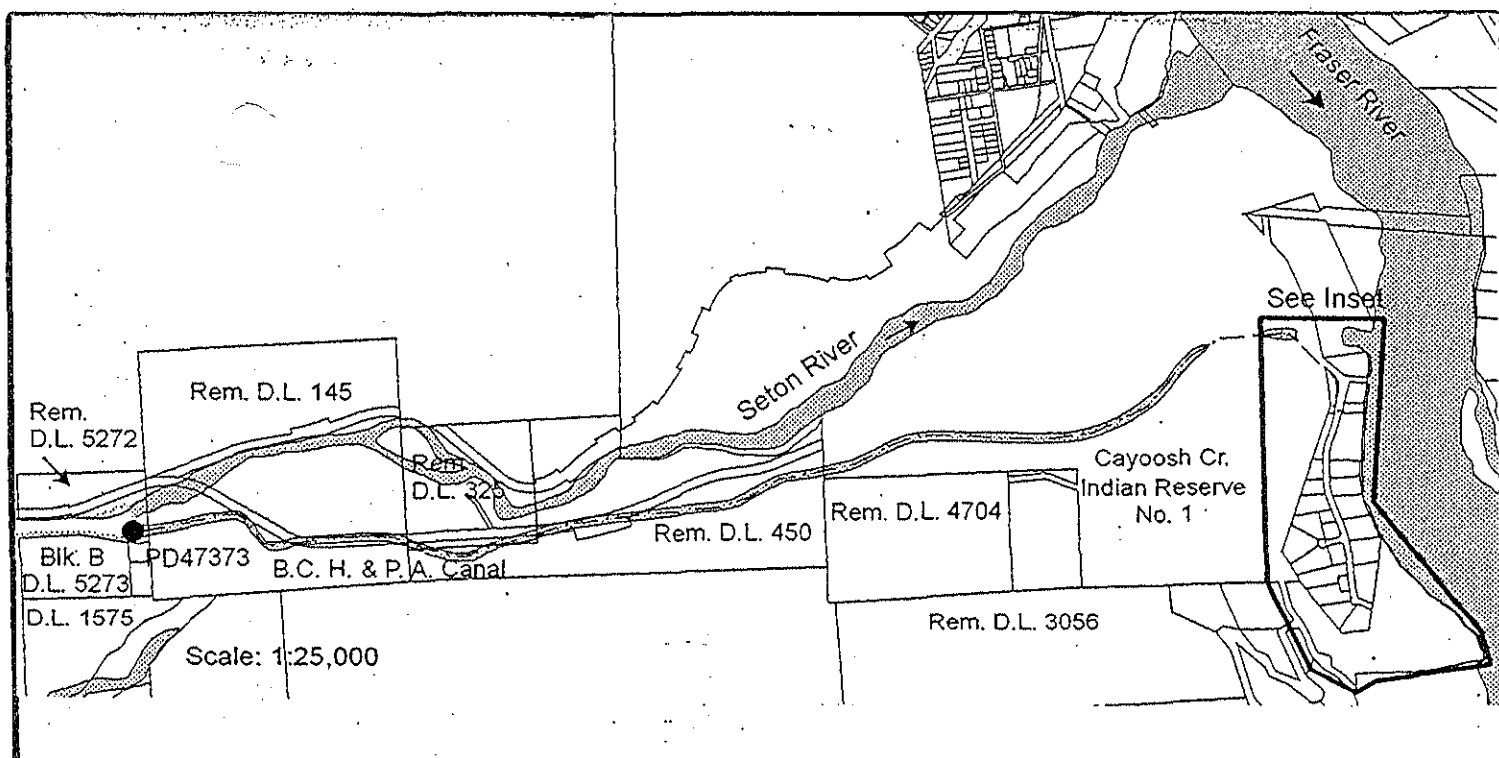 Fraser River
See Inset
Rem. D.L. 145
Rem.
D.L. 5272
Seton River
Rem
D.L. 325
Cayoosh Cr.
Indian Reserve
No. 1
Rem. D.L. 4704
Rem. D.L. 450
Blk. B
D.L. 5273
PD47373
B.C. H. & P. A. Canal
D.L. 1575
Rem. D.L. 3056
Scale: 1:25,000